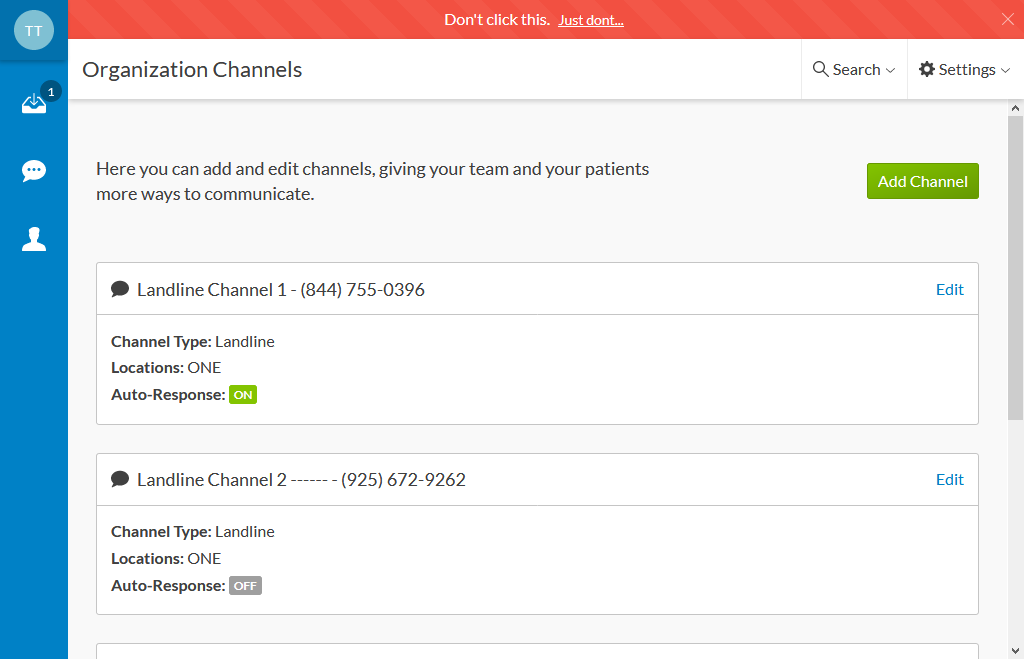 TT
Don't click this. Just dont...
1
Organization Channels
Search
Settings
Here you can add and edit channels, giving your team and your patients
more ways to communicate.
Add Channel
Landline Channel 1 - (844) 755-0396
Edit
Channel Type: Landline
Locations: ONE
Auto-Response: ON
Landline Channel 2 ------ - (925) 672-9262
Edit
Channel Type: Landline
Locations: ONE
Auto-Response: OFF